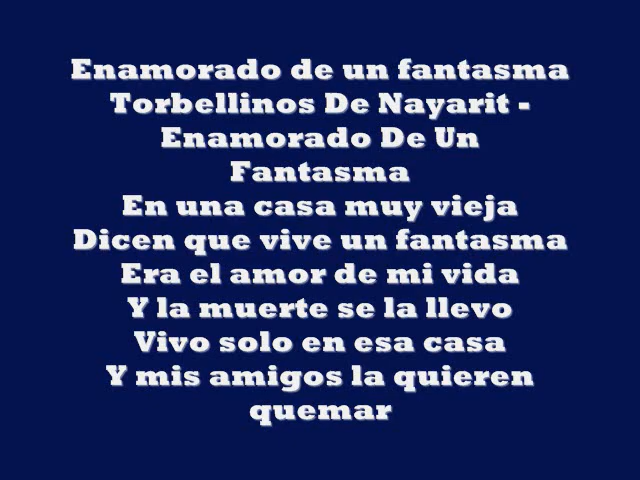 Enamorado de un fantasma
Torbellinos De Nayarit -
Enamorado De Un
Fantasma
En una casa muy vieja
Dicen que vive un fantasma
Era el amor de mi vida
Y la muerte se la llevo
Vivo solo en esa casa
Y mis amigos la quieren
quemar